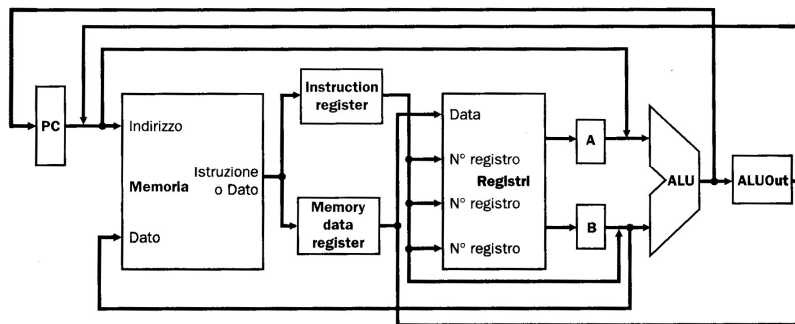 PC
Indirizzo
Memoria
Istruzione
o Dato
Dato
Instruction
register
Memory
data
register
Data
N° registro
N° registro
Registri
N° registro
A
B
ALU
ALUOut